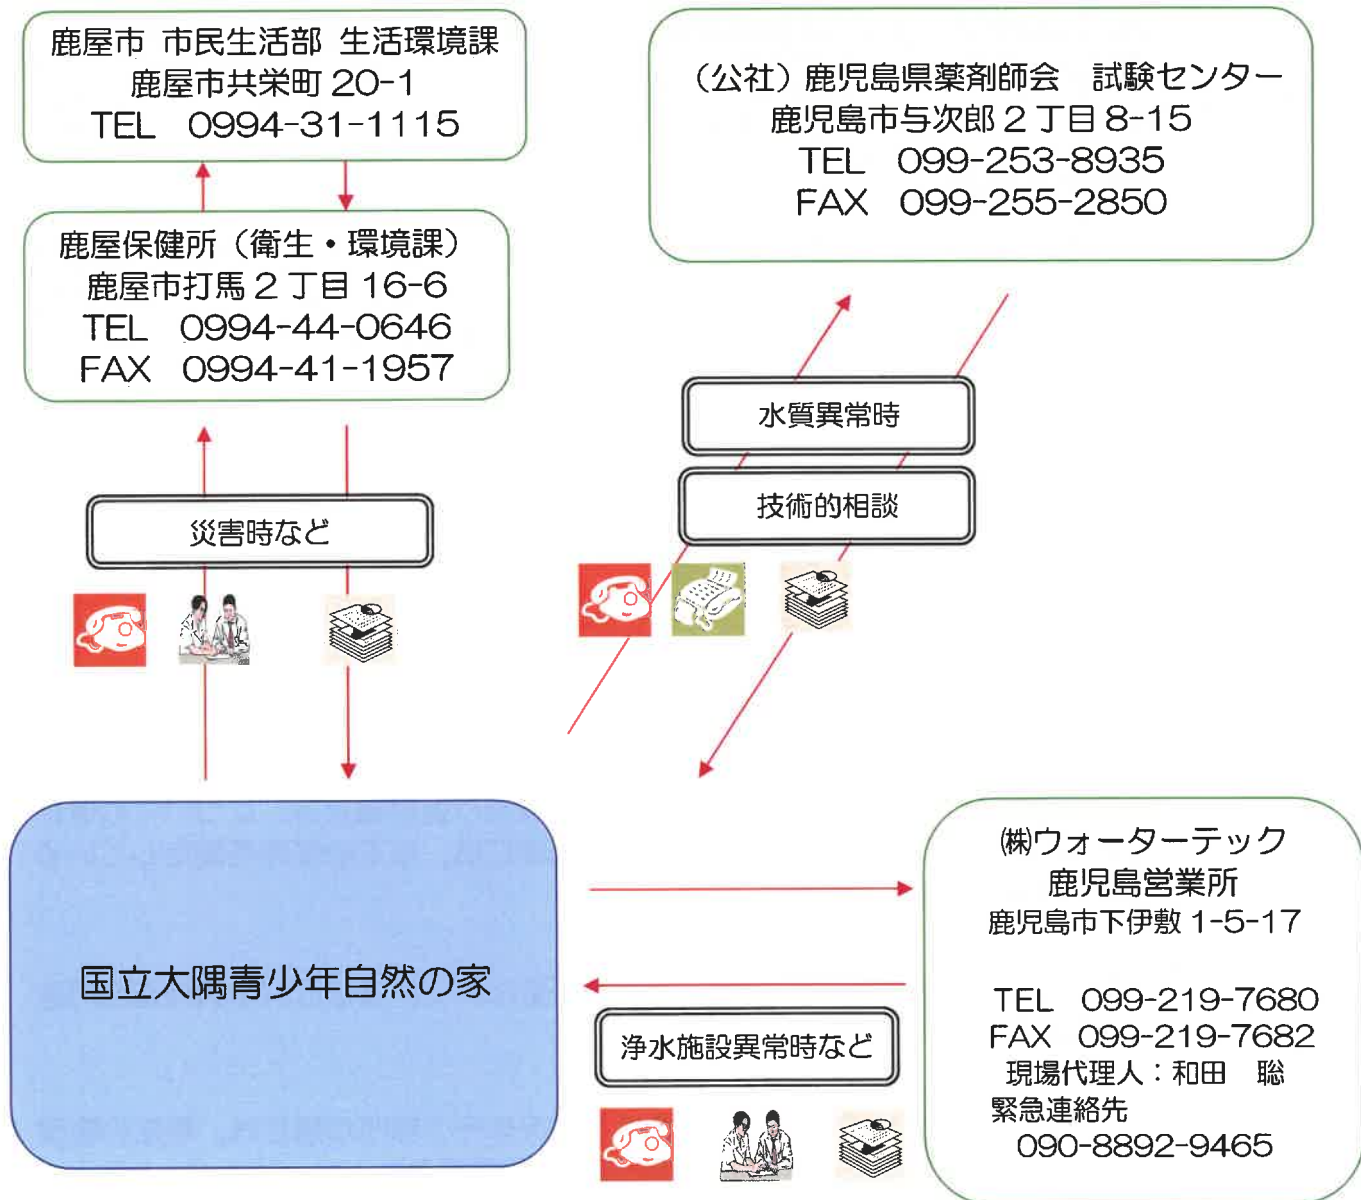 鹿屋市 市民生活部 生活環境課
鹿屋市共栄町 20-1
TEL 0994-31-1115
(公社)鹿児島県薬剤師会 試験センター
鹿児島市与次郎2丁目8-15
TEL 099-253-8935
FAX 099-255-2850
鹿屋保健所(衛生・環境課)
鹿屋市打馬2丁目16-6
TEL 0994-44-0646
FAX 0994-41-1957
水質異常時
技術的相談
災害時など
国立大隅青少年自然の家
㈱ウォーターテック
鹿児島営業所
鹿児島市下伊敷1-5-17
TEL 099-219-7680
FAX 099-219-7682
現場代理人:和田 聡
緊急連絡先
090-8892-9465
浄水施設異常時など